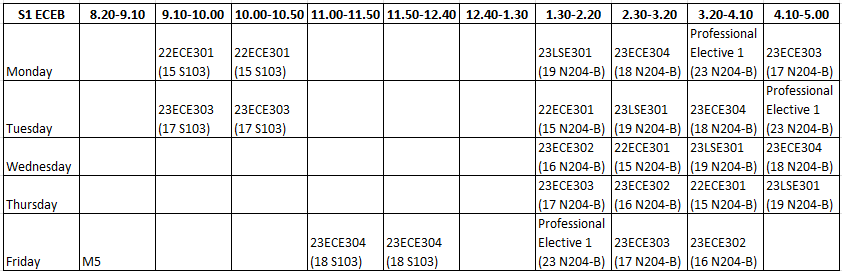 S1 ECEB 8.20-9.10 9.10-10.00 10.00-10.50 11.00-11.50 11.50-12.40 12.40-1.30 1.30-2.20 2.30-3.20 3.20-4.10 4.10-5.00
Professional
22ECE301 22ECE301 23LSE301 23ECE304 Elective 1 23ECE303
Monday (15 S103) (15 S103) (19 N204-B) (18 N204-B) (23 N204-B) (17 N204-B)
Professional
23ECE303 23ECE303 22ECE301 23LSE301 23ECE304 Elective 1
Tuesday (17 S103) (17 S103) (15 N204-B) (19 N204-B) (18 N204-B) (23 N204-B)
23ECE302 22ECE301 23LSE301 23ECE304
Wednesday (16 N204-B) (15 N204-B) (19 N204-B) (18 N204-B)
23ECE303 23ECE302 22ECE301 23LSE301
Thursday (17 N204-B) (16 N204-B) (15 N204-B) (19 N204-B)
Professional
23ECE304 23ECE304 Elective 1 23ECE303 23ECE302
Friday M5 (18 S103) (18 S103) (23 N204-B) (17 N204-B) (16 N204-B)